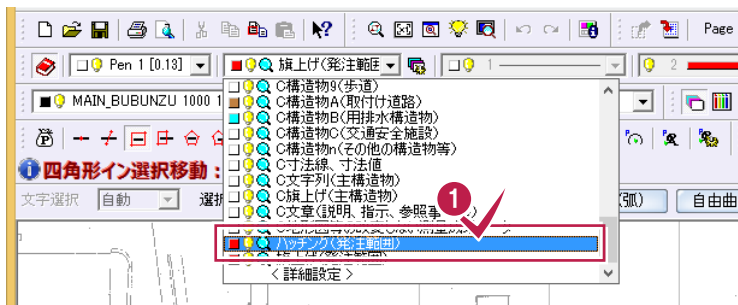 Page
Pen 1 [0.13]
旗上げ(発注範囲
1
2
MAIN_BUBUNZU 1000 1
C構造物9(歩道)
C構造物A(取付け道路)
C構造物B(用排水構造物)
C構造物C(交通安全施設)
C構造物n(その他の構造物等)
C寸法線、寸法値
C文字列(主構造物)
C旗上げ(主構造物)
C文章(説明、指示、参照事
ハッチング(発注範囲)
<詳細設定>
四角形イン選択移動:
文字選択 自動 選択
(弧) 自由曲
1